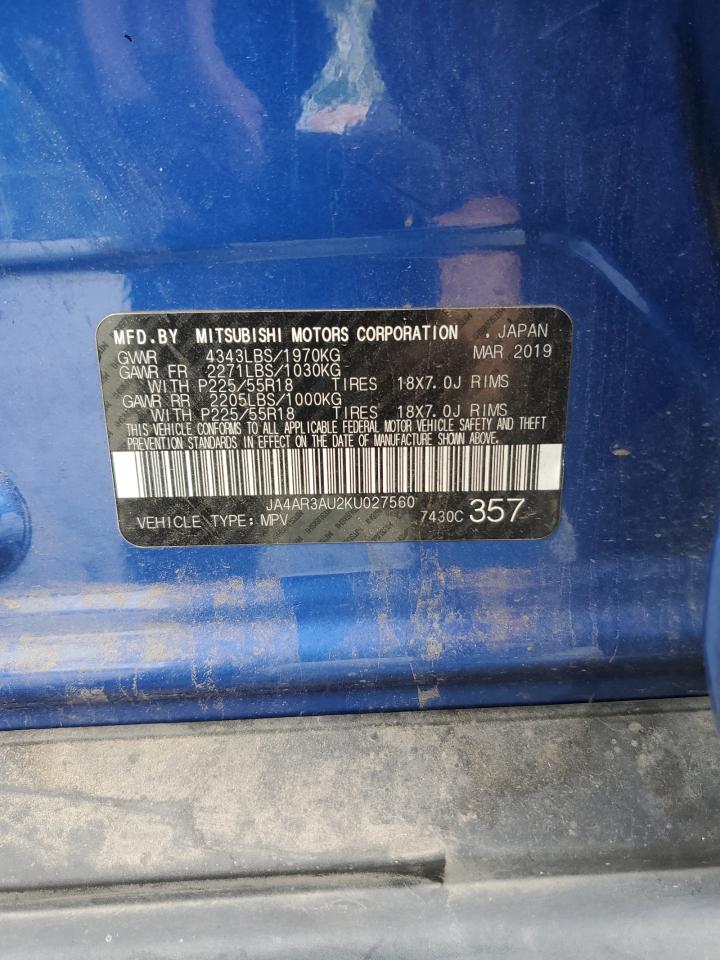 MFD.BY MITSUBISHI MOTORS CORPORATION , JAPAN
GVWR 4343LBS/1970KG MAR 2019
GAWR FR 2271LBS/1030KG
WITH P225/55R18 TIRES 18X7.0J RIMS
GAWR RR 2205LBS/1000KG
WITH P225/55R18 TIRES 18X7.0J RIMS
THIS VEHICLE CONFORMS TO ALL APPLICABLE FEDERAL MOTOR VEHICLE SAFETY AND THEFT
PREVENTION STANDARDS IN EFFECT ON THE DATE OF MANUFACTURE SHOWN ABOVE.
JA4AR3AU2KU027560
VEHICLE TYPE:MPV 7430C 357